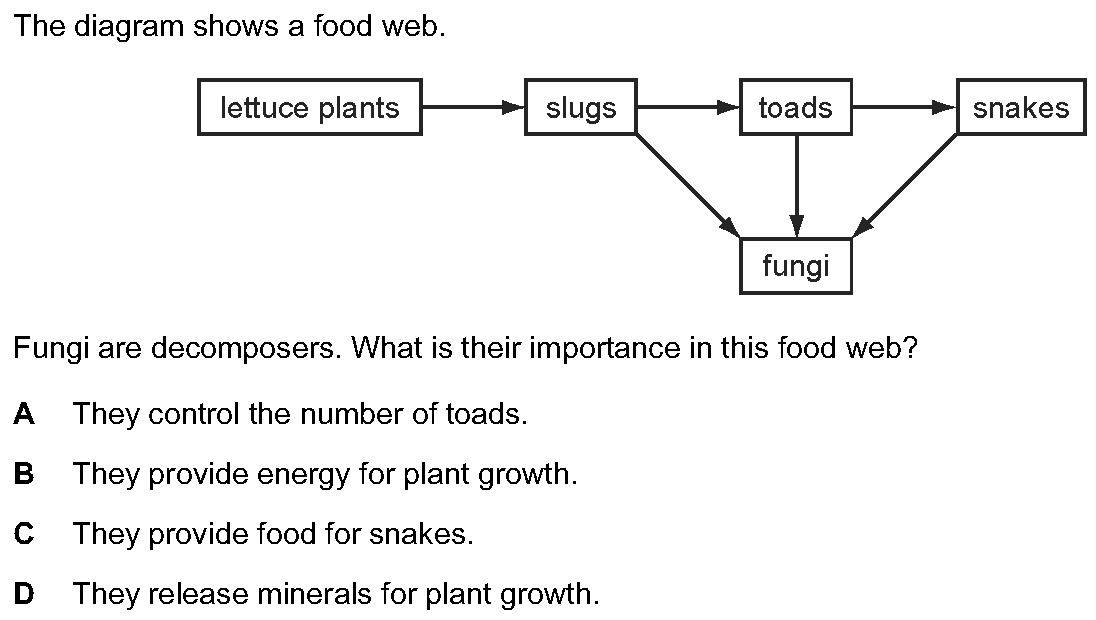 The diagram shows a food web.
lettuce plants slugs toads snakes
fungi
Fungi are decomposers. What is their importance in this food web?
A They control the number of toads.
B They provide energy for plant growth.
C They provide food for snakes.
D They release minerals for plant growth.